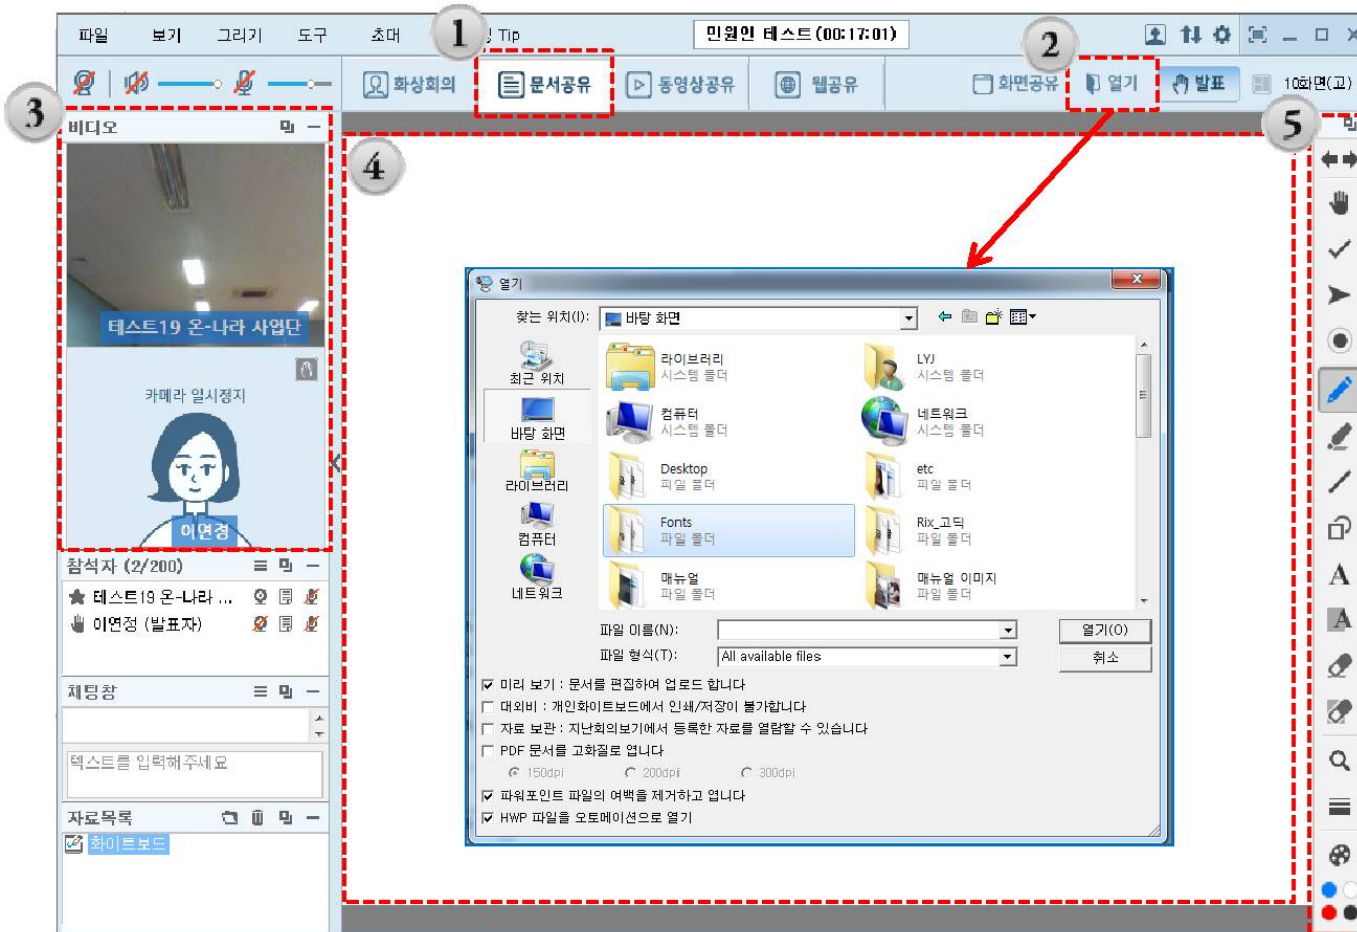 파일 보기 그리기 도구 초대 Tip
민원인 테스트(00:17:01)
1
2
화상회의 문서공유 동영상공유 웹공유 화면공유 열기 발표 10화면(고)
3
비디오
테스트19 온-나라 사업단
카메라 일시정지
이연정
참석자 (2/200)
테스트19 온-나라 ...
이연정 (발표자)
채팅창
텍스트를 입력해주세요
자료목록
화이트보드
4
열기
찾는 위치(I): 바탕 화면
최근 위치
바탕 화면
라이브러리
컴퓨터
네트워크
라이브러리
시스템 폴더
LYJ
시스템 폴더
컴퓨터
시스템 폴더
네트워크
시스템 폴더
Desktop
파일 폴더
etc
파일 폴더
Fonts
파일 폴더
Rix_고딕
파일 폴더
매뉴얼
파일 폴더
매뉴얼 이미지
파일 폴더
파일 이름(N): 열기(O)
파일 형식(T): All available files 취소
미리 보기 : 문서를 편집하여 업로드 합니다
대외비 : 개인화이트보드에서 인쇄/저장이 불가합니다
자료 보관 : 지난회의보기에서 등록한 자료를 열람할 수 있습니다
PDF 문서를 고화질로 엽니다
150dpi 200dpi 300dpi
파워포인트 파일의 여백을 제거하고 엽니다
HWP 파일을 오토메이션으로 열기
5
A
A